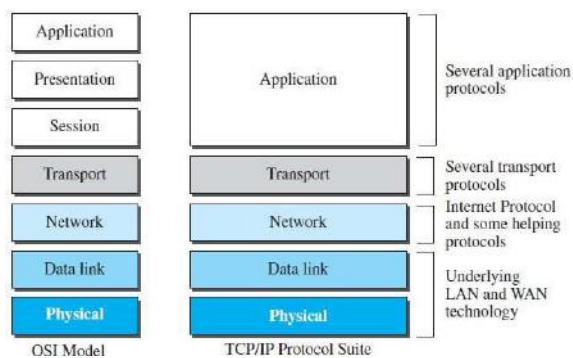 Application
Presentation
Session
Transport
Network
Data link
Physical
OSI Model
Application
Transport
Network
Data link
Physical
TCP/IP Protocol Suite
Several application
protocols
Several transport
protocols
Internet Protocol
and some helping
protocols
Underlying
LAN and WAN
technology